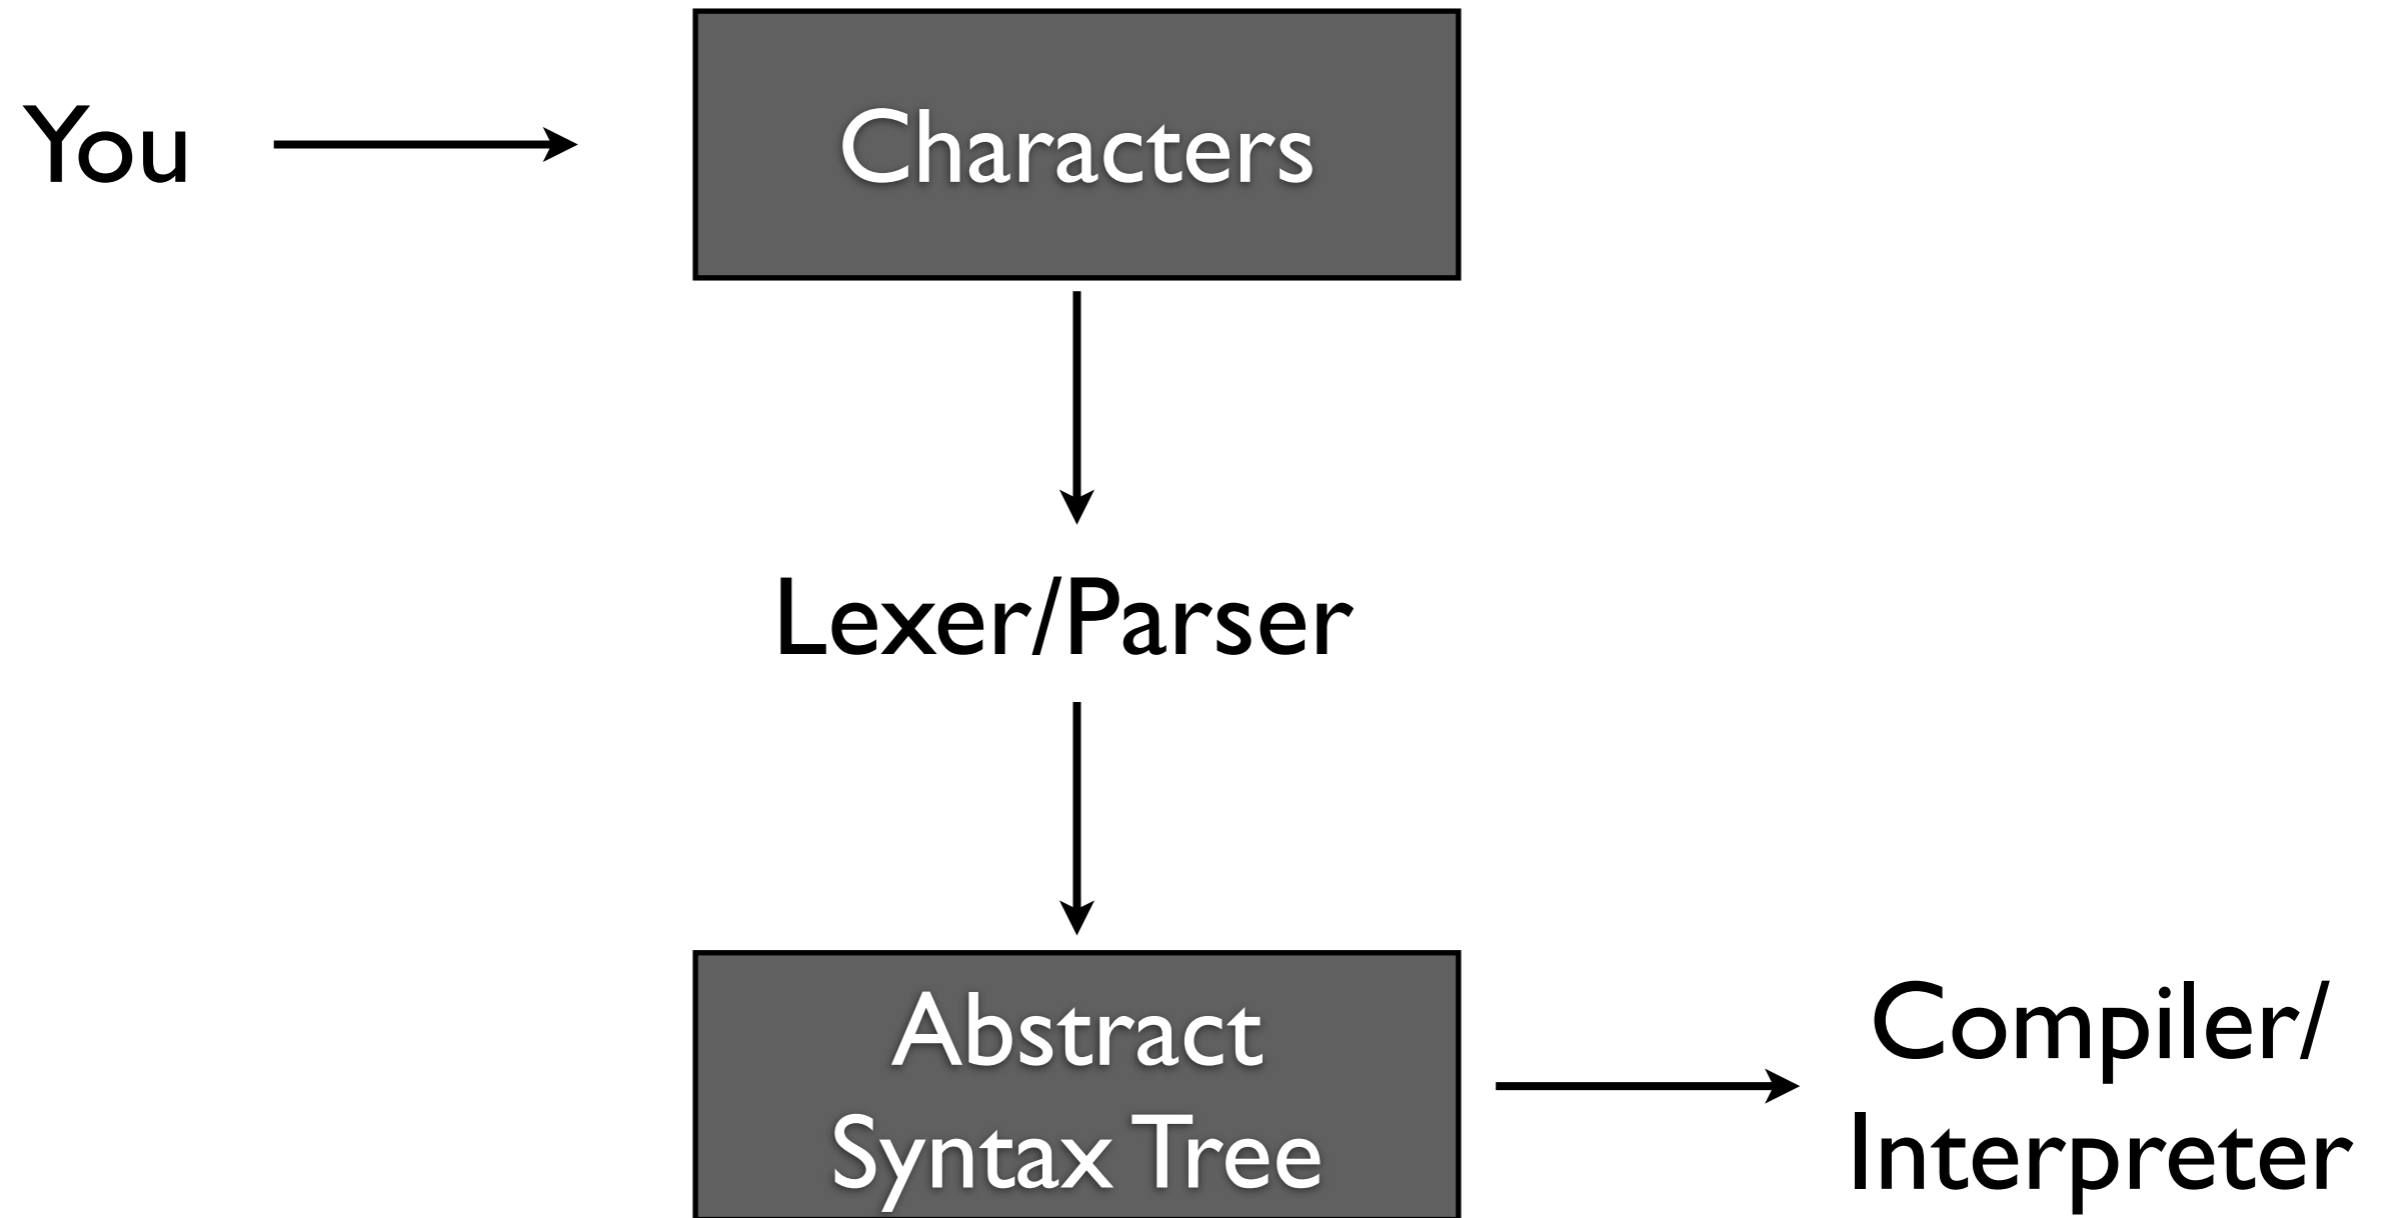 You
Characters
Lexer/Parser
Abstract
Syntax Tree
Compiler/
Interpreter